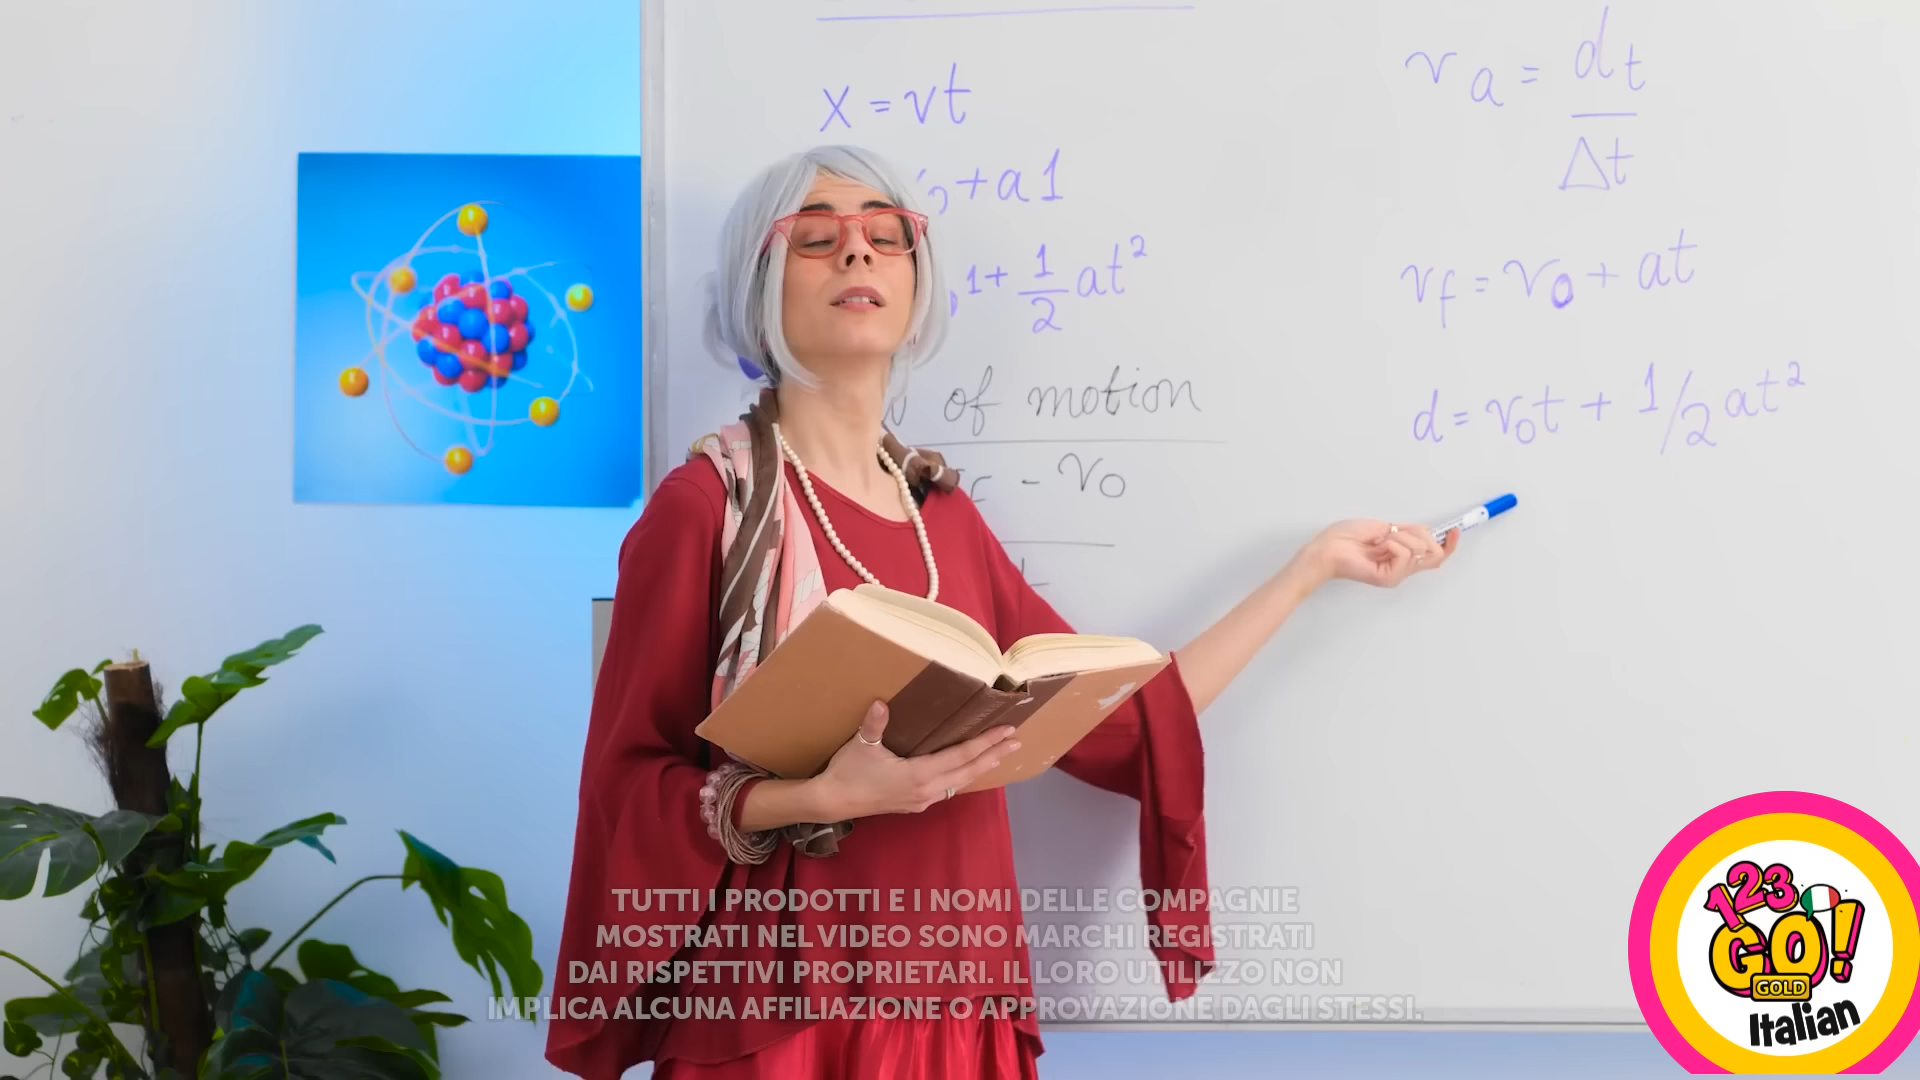 x = vt
+ a1
1 + 1/2 at²
of motion
- v₀
vₐ = dt/Δt
v_f = v₀ + at
d = v₀t + 1/2 at²
TUTTI I PRODOTTI E I NOMI DELLE COMPAGNIE
MOSTRATI NEL VIDEO SONO MARCHI REGISTRATI
DAI RISPETTIVI PROPRIETARI. IL LORO UTILIZZO NON
IMPLICA ALCUNA AFFILIAZIONE O APPROVAZIONE DAGLI STESSI.
123
GO!
GOLD
Italian